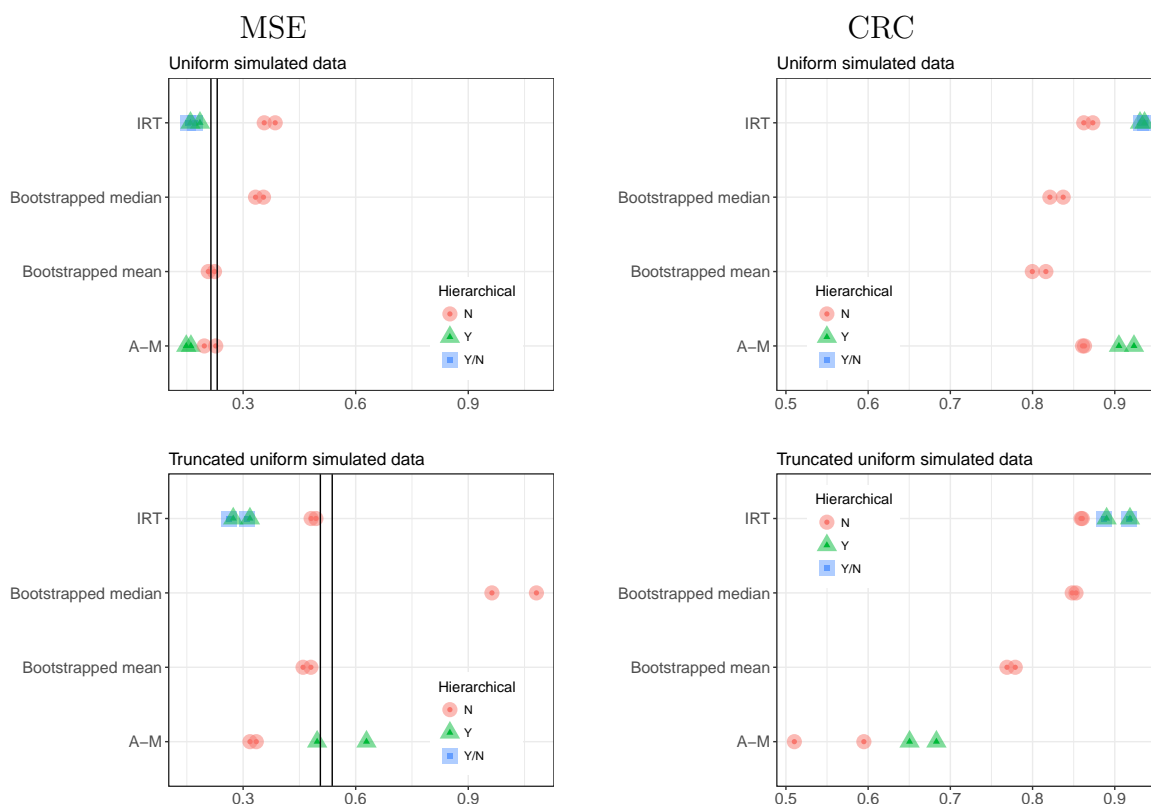 MSE
Uniform simulated data
IRT
Bootstrapped median
Bootstrapped mean
A−M
Hierarchical
N
Y
Y/N
0.3 0.6 0.9
CRC
Uniform simulated data
IRT
Bootstrapped median
Bootstrapped mean
A−M
Hierarchical
N
Y
Y/N
0.5 0.6 0.7 0.8 0.9
Truncated uniform simulated data
IRT
Bootstrapped median
Bootstrapped mean
A−M
Hierarchical
N
Y
Y/N
0.3 0.6 0.9
Truncated uniform simulated data
Hierarchical
N
Y
Y/N
IRT
Bootstrapped median
Bootstrapped mean
A−M
0.5 0.6 0.7 0.8 0.9